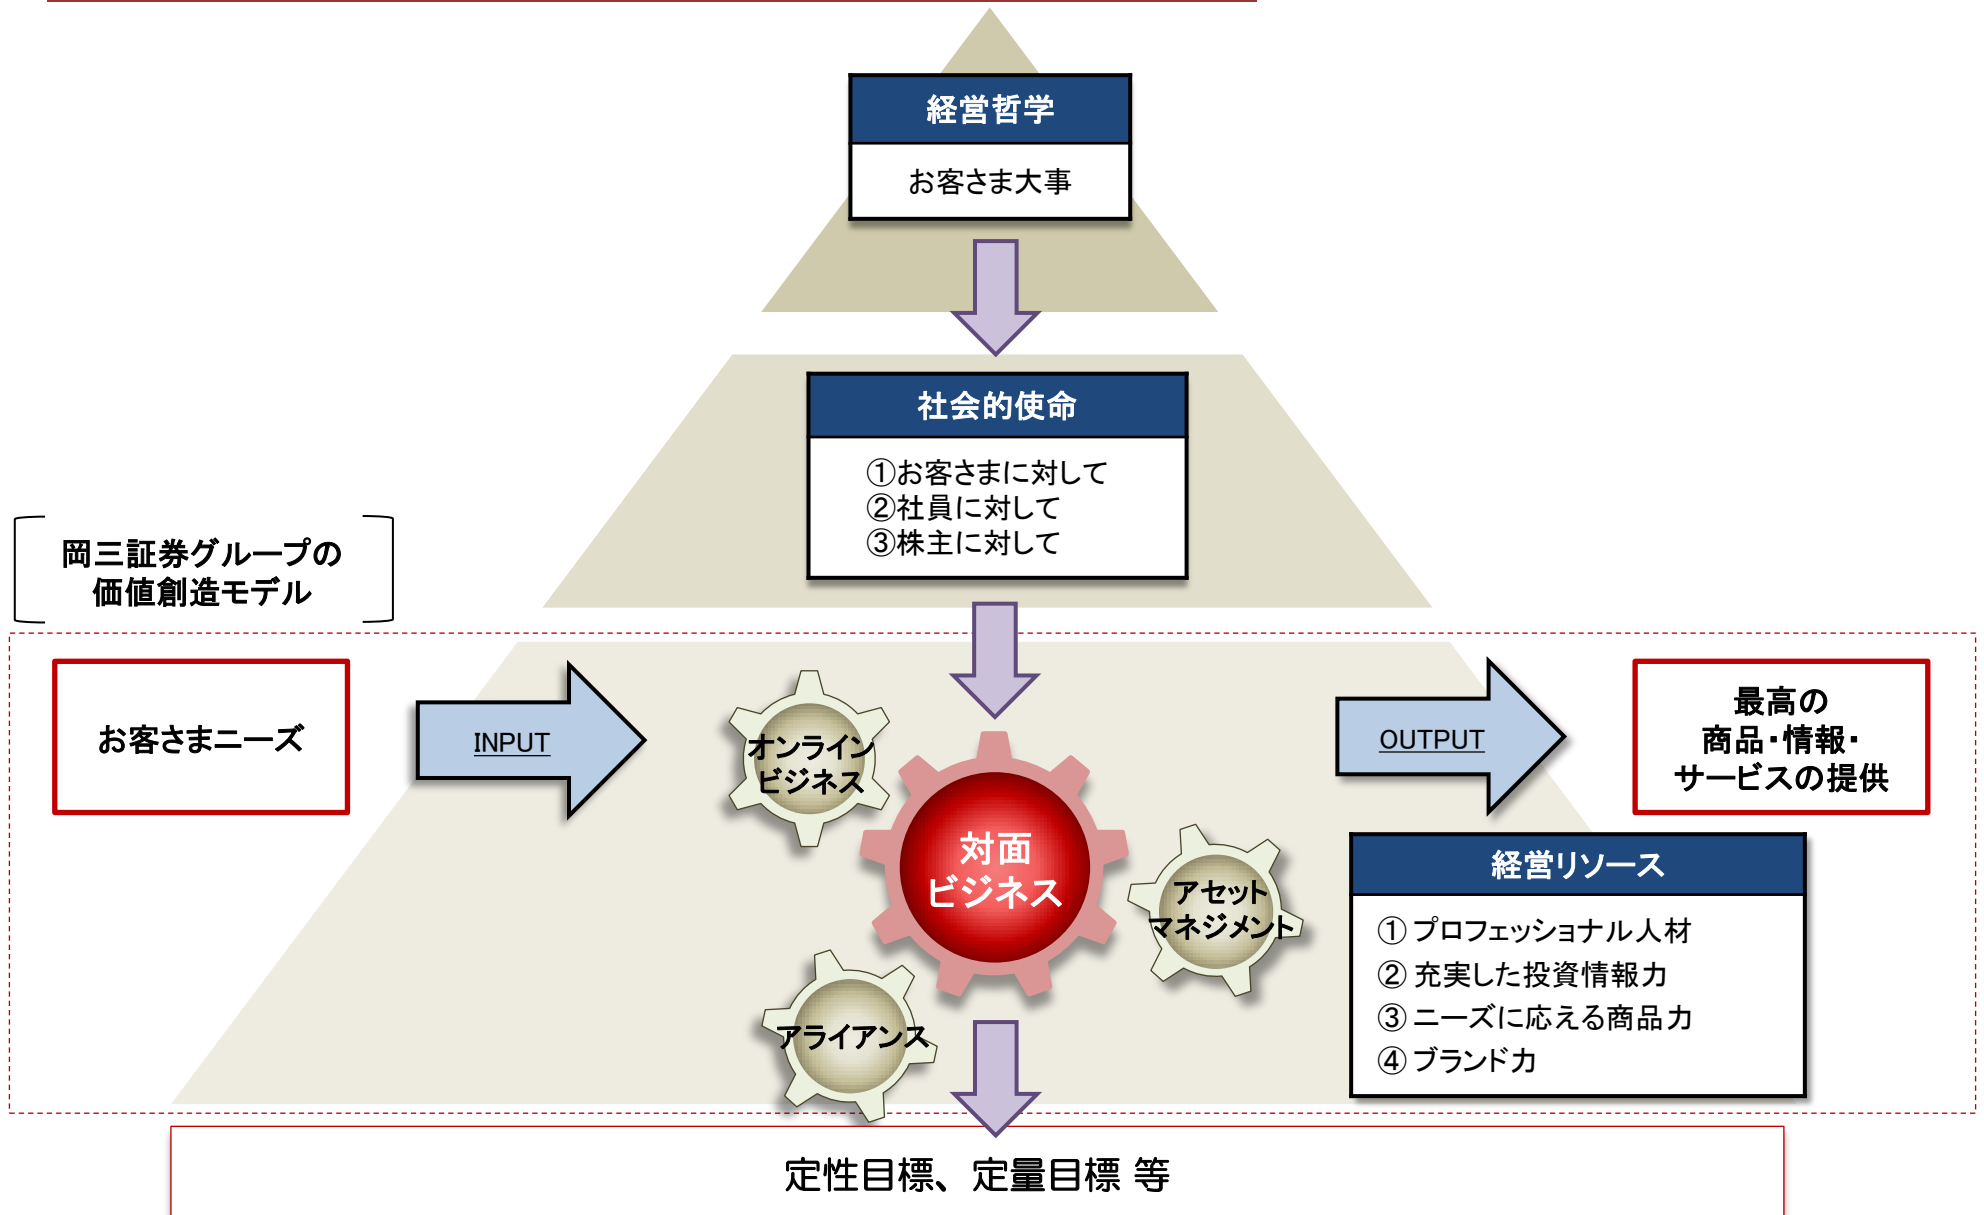 経営哲学
お客さま大事
社会的使命
①お客さまに対して
②社員に対して
③株主に対して
岡三証券グループの
価値創造モデル
お客さまニーズ
INPUT
オンライン
ビジネス
対面
ビジネス
アセット
マネジメント
アライアンス
OUTPUT
最高の
商品・情報・
サービスの提供
経営リソース
① プロフェッショナル人材
② 充実した投資情報力
③ ニーズに応える商品力
④ ブランド力
定性目標、定量目標 等